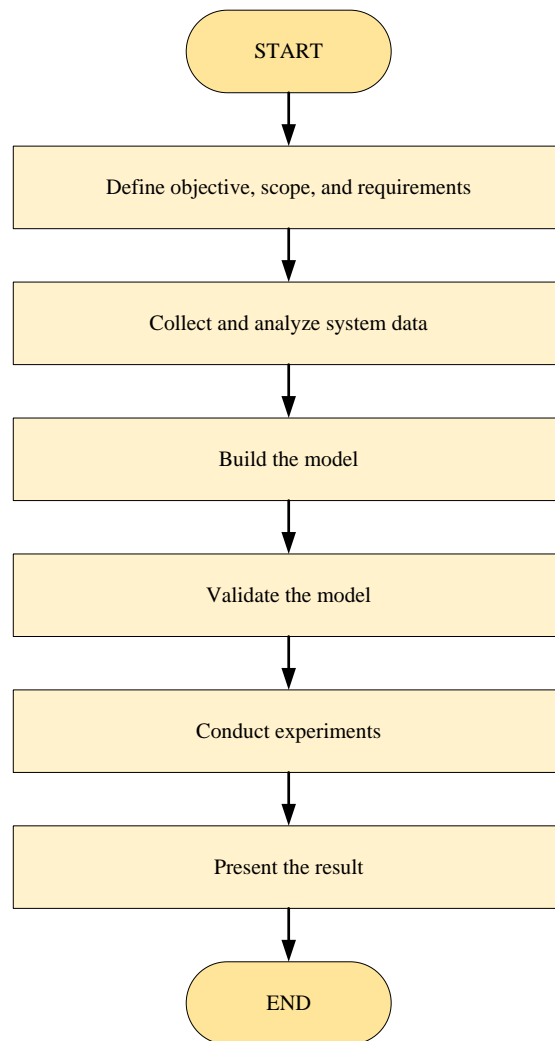 START
Define objective, scope, and requirements
Collect and analyze system data
Build the model
Validate the model
Conduct experiments
Present the result
END